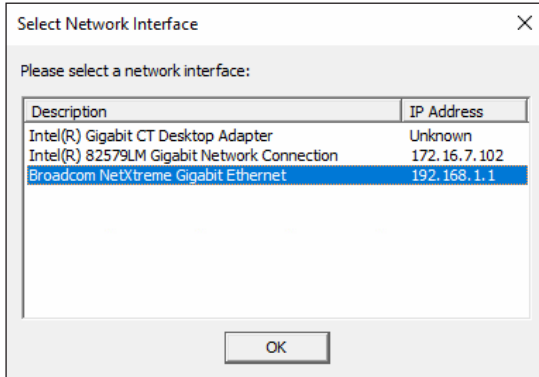 Select Network Interface
Please select a network interface:
Description IP Address
Intel(R) Gigabit CT Desktop Adapter Unknown
Intel(R) 82579LM Gigabit Network Connection 172.16.7.102
Broadcom NetXtreme Gigabit Ethernet 192.168.1.1
OK